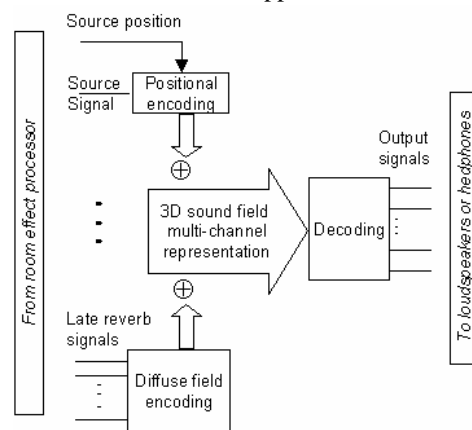 Source position
From room effect processor
Source
Signal
Positional
encoding
Output
signals
3D sound field
multi-channel
representation
Decoding
To loudspeakers or hedphones
Late reverb
signals
Diffuse field
encoding